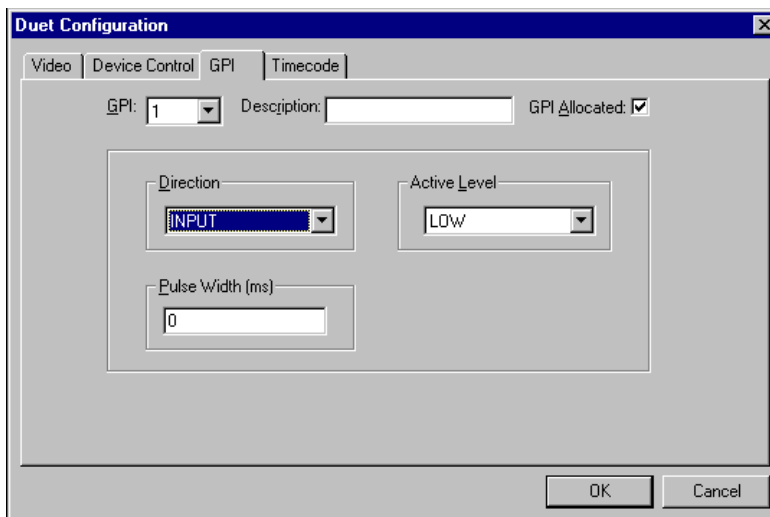 Duet Configuration
Video Device Control GPI Timecode
GPI: 1 Description: GPI Allocated:
Direction Active Level
INPUT LOW
Pulse Width (ms)
0
OK Cancel